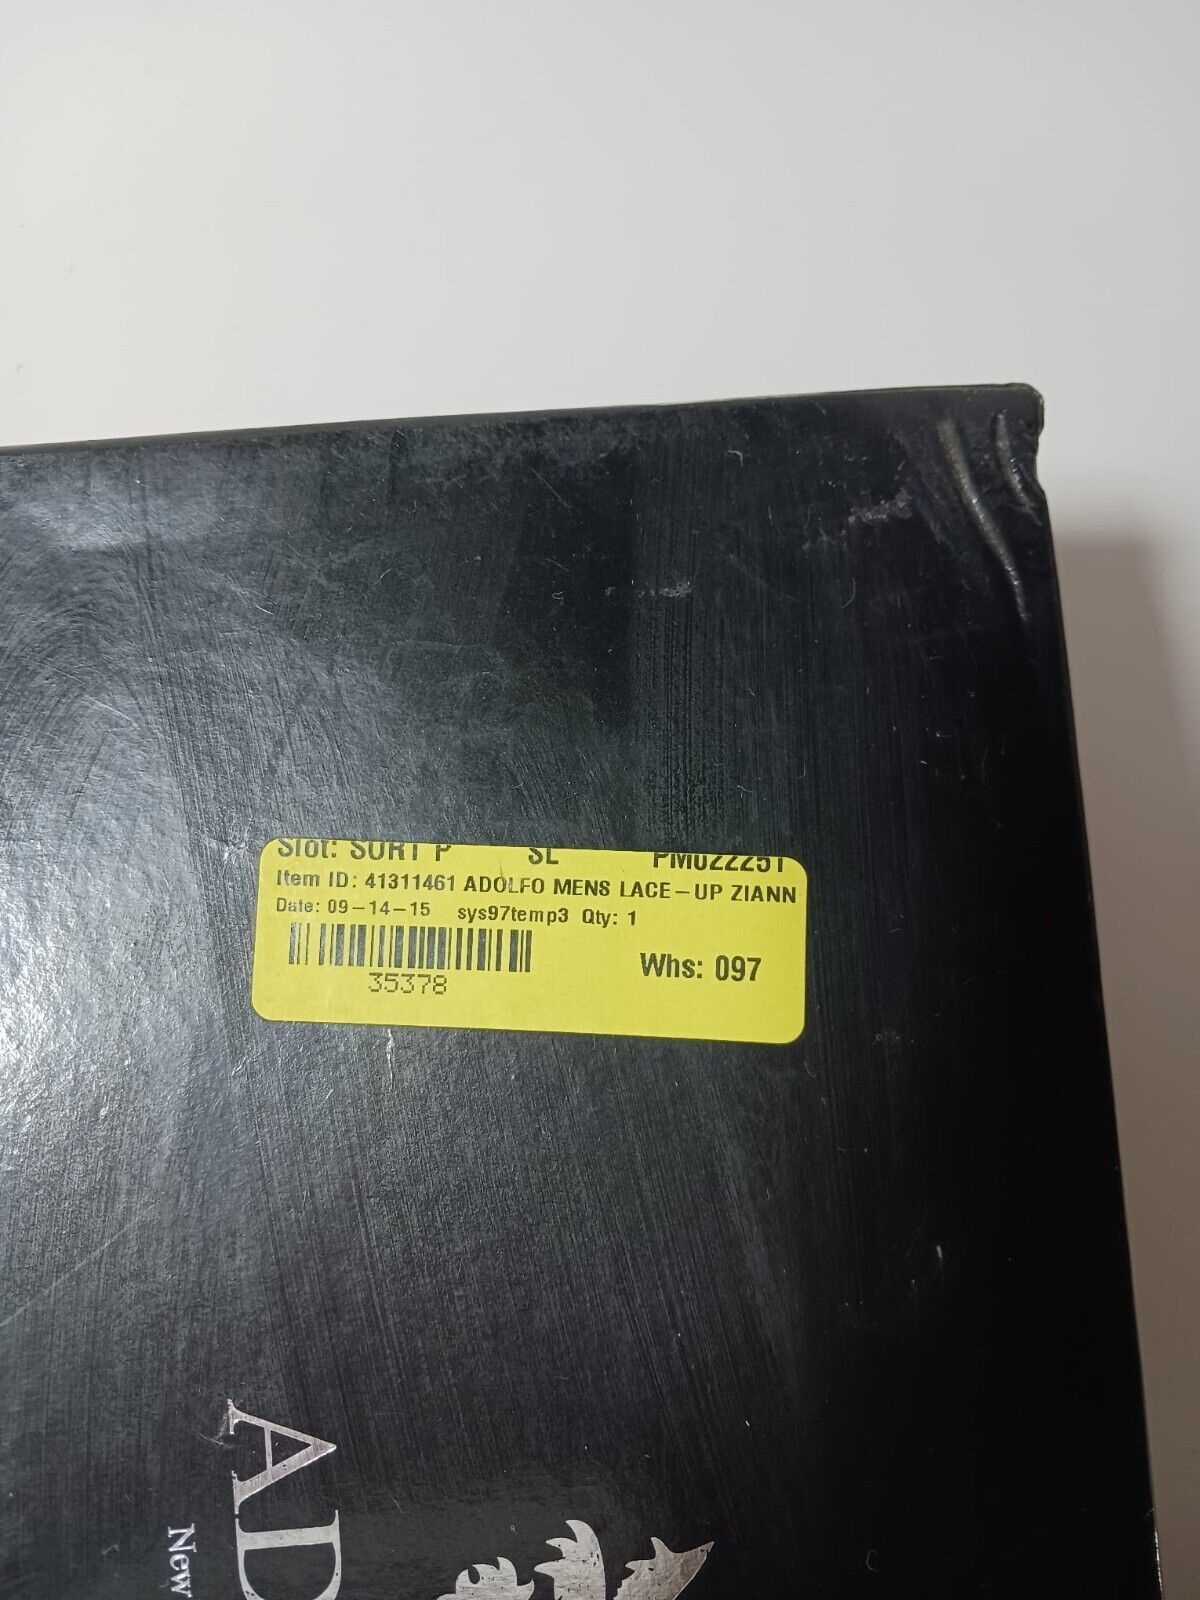 Slot: SORT P SL PM022251
Item ID: 41311461 ADOLFO MENS LACE-UP ZIANN
Date: 09-14-15 sys97temp3 Qty: 1
35378
Whs: 097
AD
New